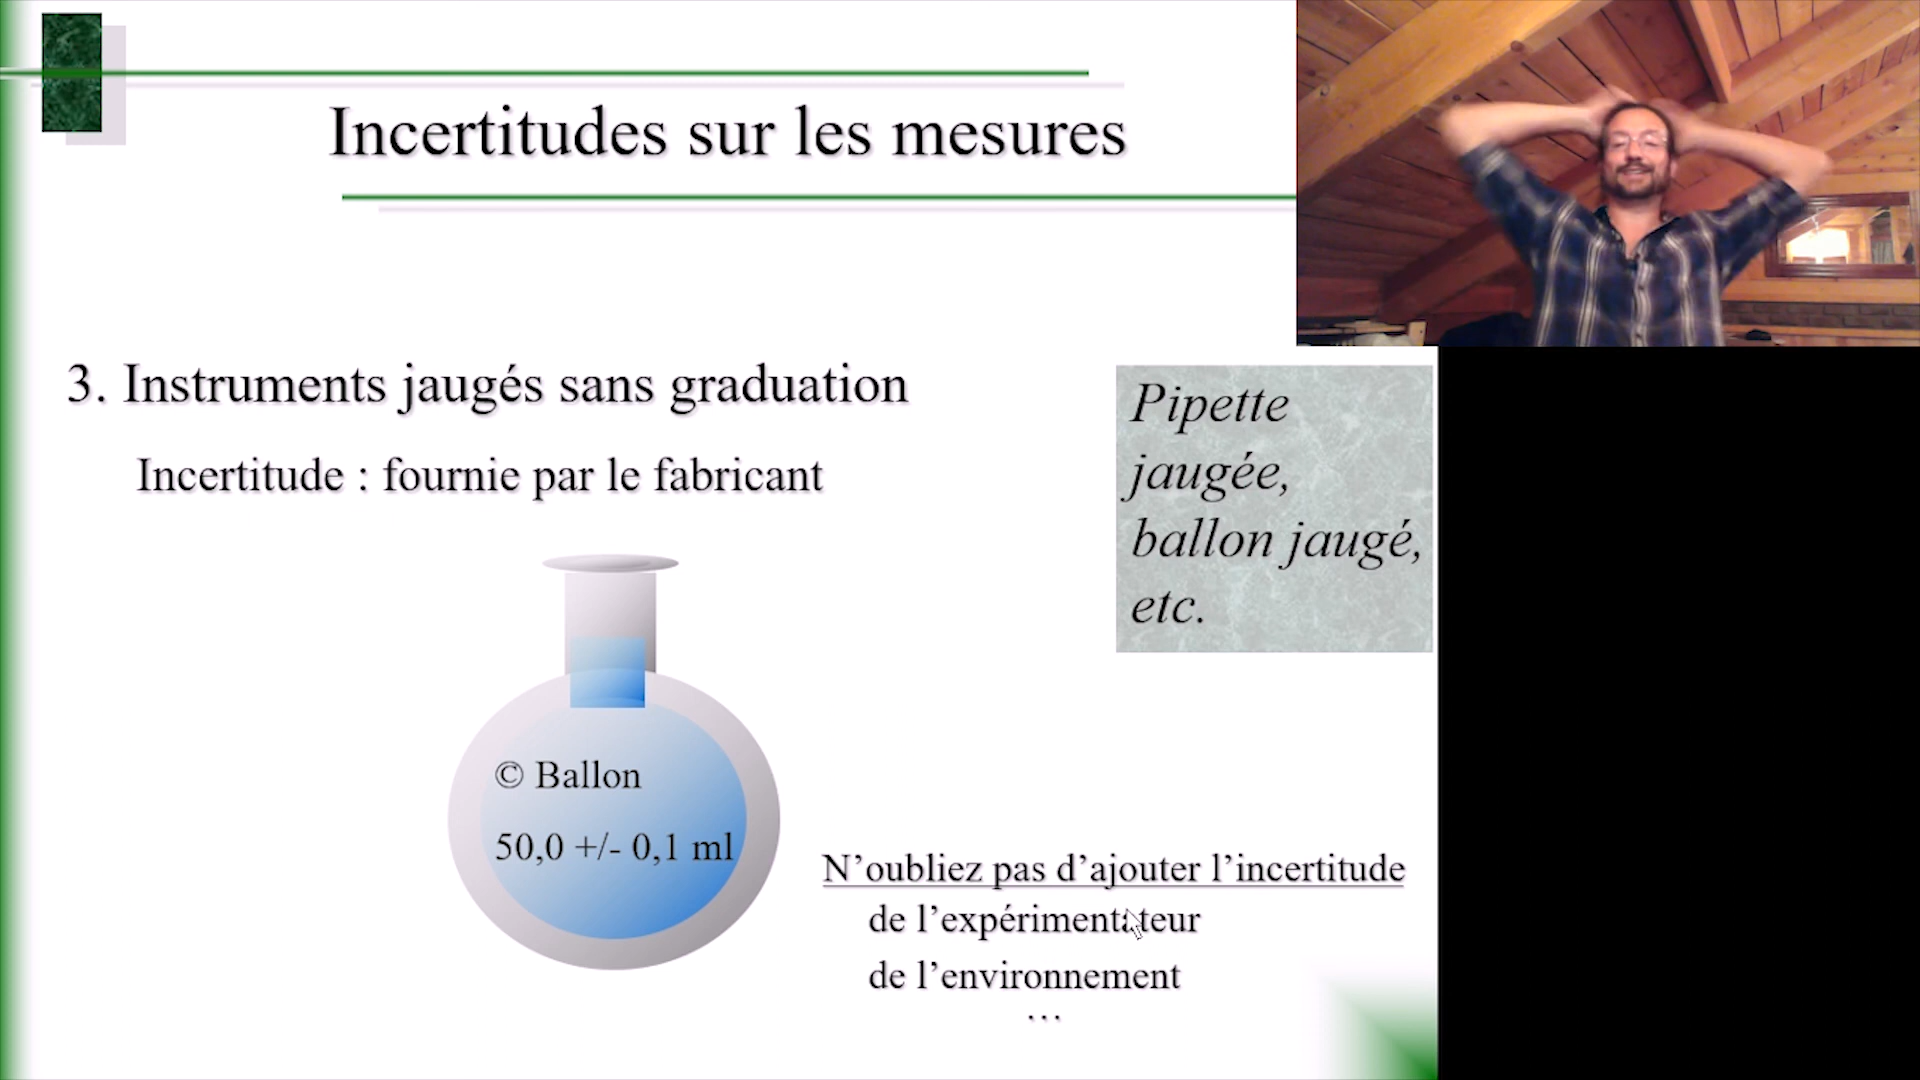 Incertitudes sur les mesures
3. Instruments jaugés sans graduation
Incertitude : fournie par le fabricant
Pipette
jaugée,
ballon jaugé,
etc.
© Ballon
50,0 +/- 0,1 ml
N’oubliez pas d’ajouter l’incertitude
de l’expérimentateur
de l’environnement
…